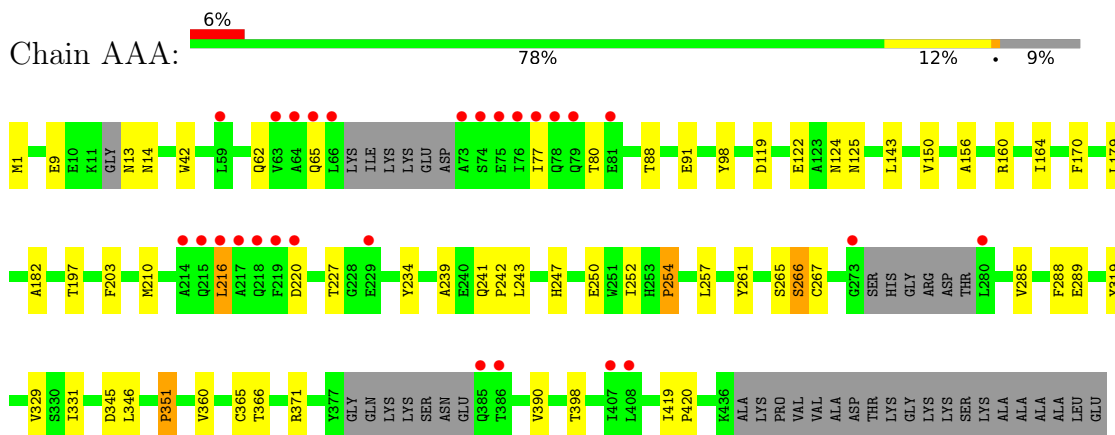 6%
Chain AAA:
78% 12% • 9%
M1 E9 E10 K11 GLY N13 N14 W42 L59 Q62 V63 A64 Q65 L66 LYS ILE LYS LYS GLU ASP A73 S74 E75 I76 I77 Q78 Q79 T80 E81 T88 E91 Y98 D119 E122 A123 N124 N125 L143 V150 A156 R160 I164 F170 L179
A182 T197 F203 M210 A214 Q215 L216 A217 Q218 F219 D220 T227 G228 E229 Y234 A239 E240 Q241 P242 L243 H247 E250 W251 I252 H253 P254 L257 Y261 S265 S266 C267 G273 SER HIS GLY ARG ASP THR L280 V285 F288 E289
V329 S330 I331 D345 L346 P351 V360 C365 T366 R371 Y377 GLY GLN LYS LYS SER ASN GLU Q385 T386 V390 T398 I407 L408 I419 P420 K436 ALA LYS PRO VAL VAL ALA ASP THR LYS GLY LYS LYS SER LYS ALA ALA ALA ALA LEU GLU